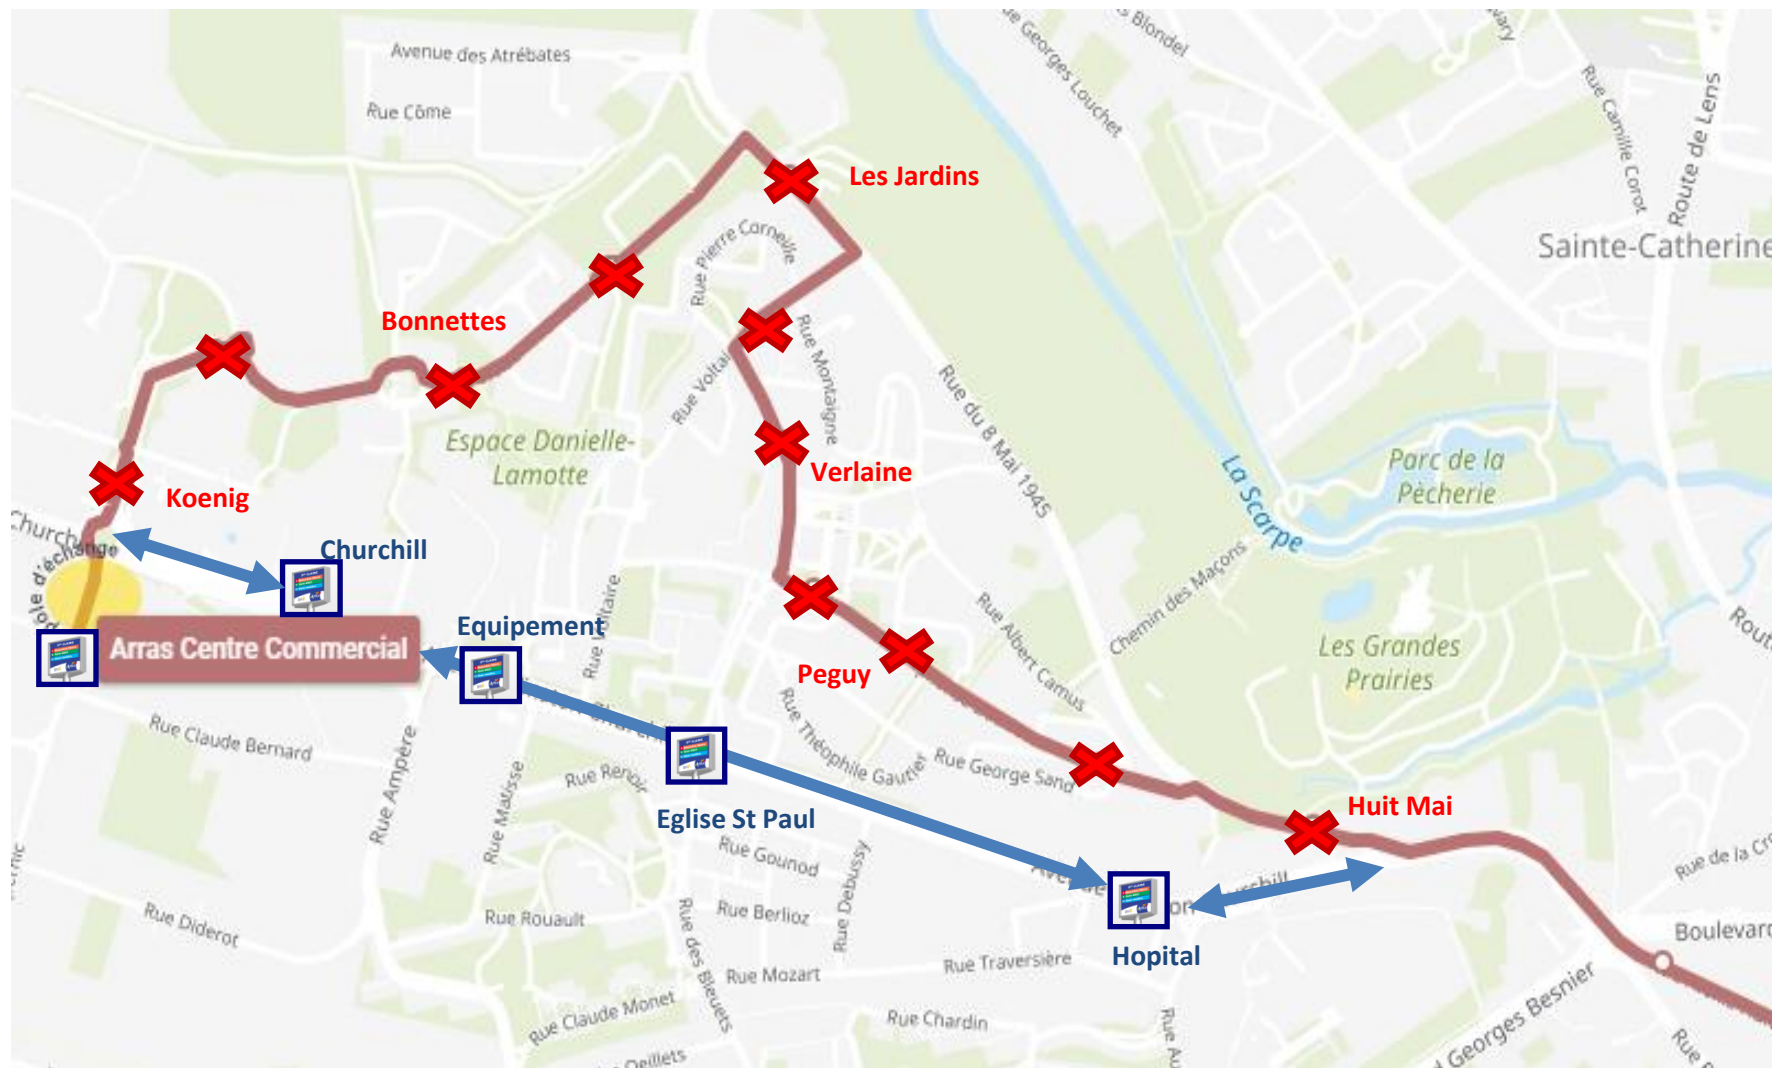 Avenue des Atrébates
Rue Côme
Rue Georges Louchet
Blondel
Rue Camille Corot
Route de Lens
Les Jardins
Sainte-Catherine
Rue Pierre Corneille
Bonnettes
Rue Montaigne
Rue du 8 Mai 1945
Espace Danielle-
Lamotte
Verlaine
Koenig
La Scarpe
Parc de la
Pècherie
Churchill
Equipement
Rue Voltaire
Arras Centre Commercial
Rue Albert Camus
Chemin des Maçons
Les Grandes
Prairies
Peguy
Rue Claude Bernard
Rue Ampère
Rue Matisse
Rue Renoir
Rue Théophile Gautier
Rue George Sand
Huit Mai
Eglise St Paul
Rue Gounod
Rue Debussy
Rue Diderot
Rue Rouault
Rue Berlioz
Rue des Bleuets
Rue Mozart
Rue Traversière
Hopital
Boulevard
Rue Claude Monet
Rue Chardin
Georges Besnier